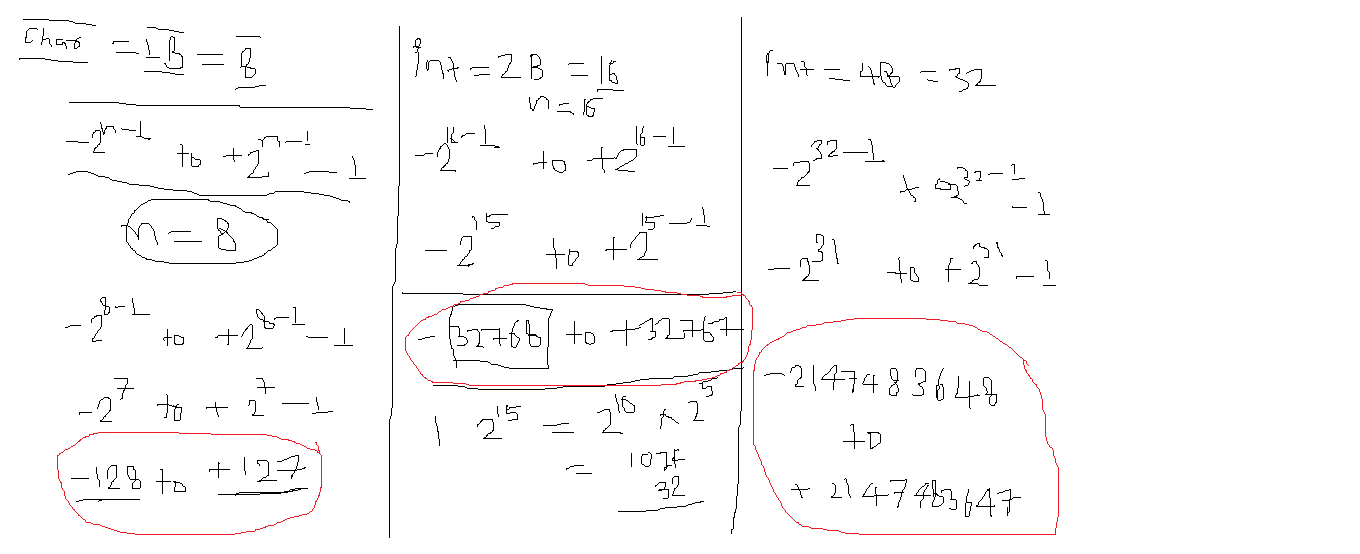 char = 1B = 8
-2^n-1 to +2^n-1 - 1
n = 8
-2^8-1 to +2^8-1 - 1
-2^7 to + 2^7 - 1
-128 to +127
int = 2B = 16
n = 16
-2^16-1 to +2^16-1
-2^15 to +2^15-1
-32768 to +32767
1 2^15 = 2^10 × 2^5
= 1024
32
int = 4B = 32
-2^32-1 to 2^32-1 - 1
-2^31 to +2^31 - 1
-2147483648
to
+2147483647